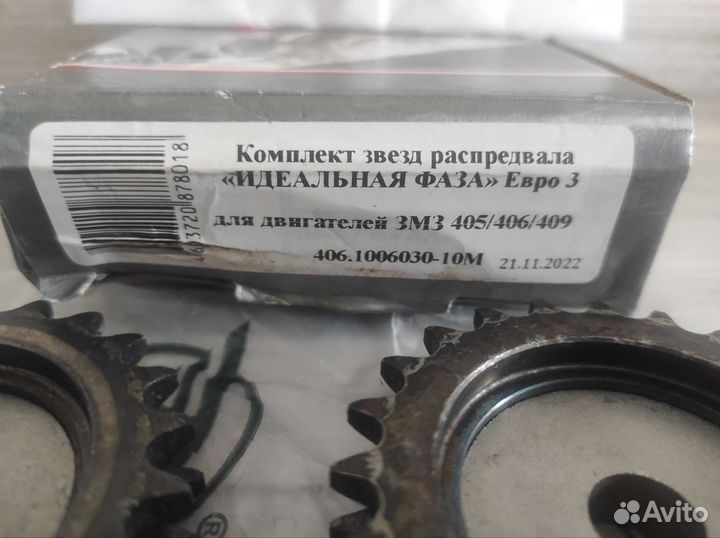 Комплект звезд распредвала
«ИДЕАЛЬНАЯ ФАЗА» Евро 3
для двигателей ЗМЗ 405/406/409
406.1006030-10М 21.11.2022
®
Avito